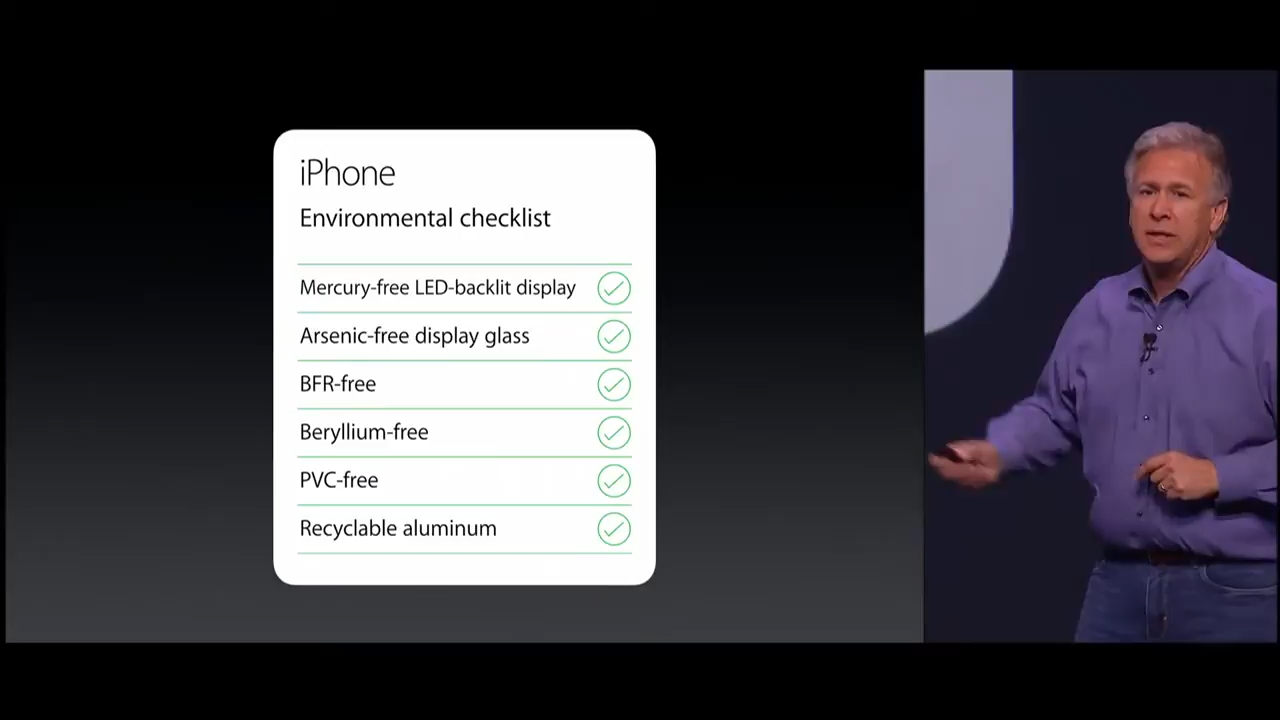 iPhone
Environmental checklist
Mercury-free LED-backlit display
Arsenic-free display glass
BFR-free
Beryllium-free
PVC-free
Recyclable aluminum